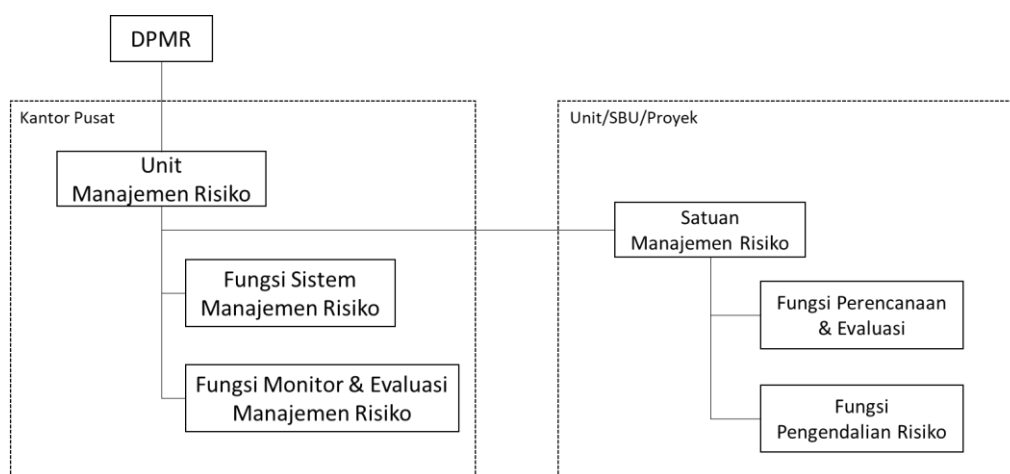 DPMR
Kantor Pusat
Unit
Manajemen Risiko
Fungsi Sistem
Manajemen Risiko
Fungsi Monitor & Evaluasi
Manajemen Risiko
Unit/SBU/Proyek
Satuan
Manajemen Risiko
Fungsi Perencanaan
& Evaluasi
Fungsi
Pengendalian Risiko